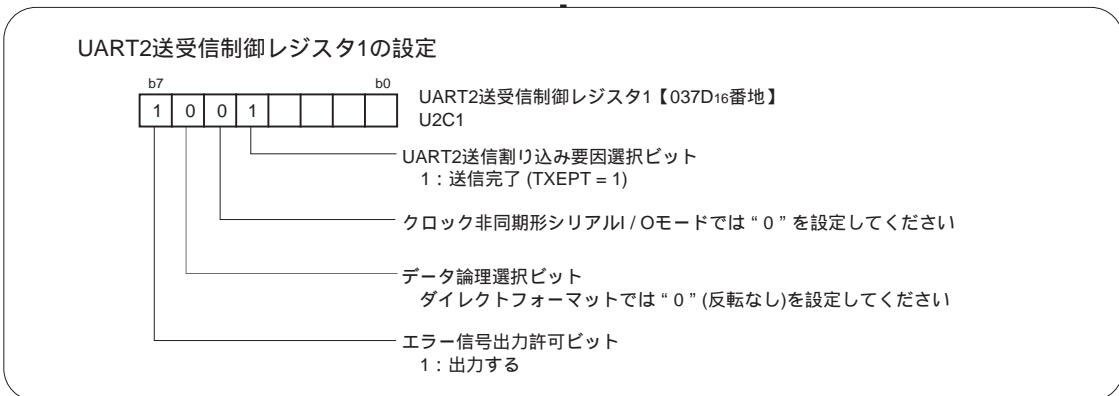 UART2送受信制御レジスタ1の設定
b7 b0
1 0 0 1
UART2送受信制御レジスタ1【037D16番地】
U2C1
UART2送信割り込み要因選択ビット
1：送信完了 (TXEPT = 1)
クロック非同期形シリアルI / Oモードでは “ 0 ” を設定してください
データ論理選択ビット
ダイレクトフォーマットでは “ 0 ” (反転なし)を設定してください
エラー信号出力許可ビット
1：出力する